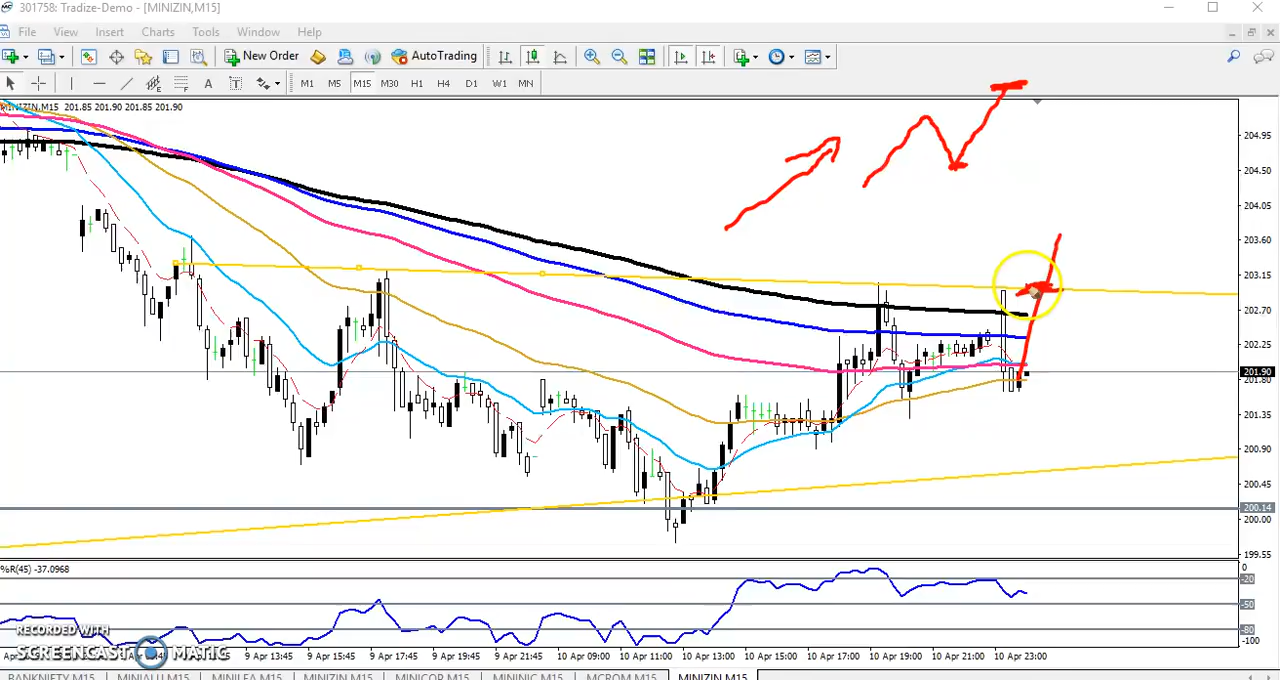 301758: Tradize-Demo - [MINIZIN,M15]
File View Insert Charts Tools Window Help
New Order AutoTrading
A T M1 M5 M15 M30 H1 H4 D1 W1 MN
MINIZIN,M15 201.85 201.90 201.85 201.90
204.95
204.50
204.05
203.60
203.15
202.70
202.25
201.90
201.80
201.35
200.90
200.45
200.14
200.00
199.55
%R(45) -37.0968
0
-20
-50
-80
-100
RECORDED WITH
SCREENCAST MATIC
9 Apr 13:45 9 Apr 15:45 9 Apr 17:45 9 Apr 19:45 9 Apr 21:45 10 Apr 09:00 10 Apr 11:00 10 Apr 13:00 10 Apr 15:00 10 Apr 17:00 10 Apr 19:00 10 Apr 21:00 10 Apr 23:00
BANKNIFTY,M15 MINIALU,M15 MINILEA,M15 MINIZIN,M15 MINICOR,M15 MININIC,M15 MCROM,M15 MINIZIN,M15